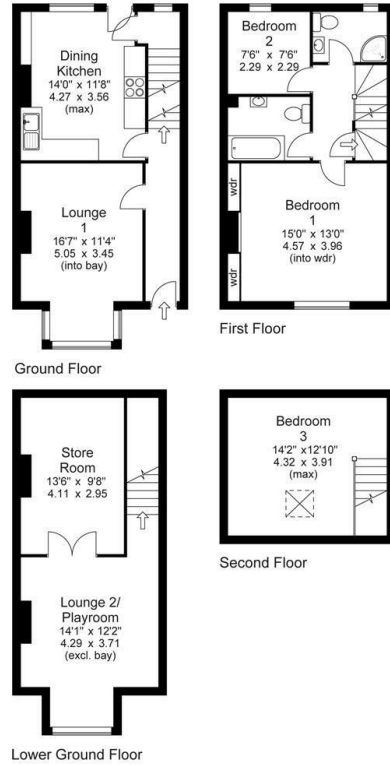 Dining
Kitchen
14'0" x 11'8"
4.27 x 3.56
(max)
Lounge
1
16'7" x 11'4"
5.05 x 3.45
(into bay)
Ground Floor
Bedroom
2
7'6" x 7'6"
2.29 x 2.29
wdr
wdr
Bedroom
1
15'0" x 13'0"
4.57 x 3.96
(into wdr)
First Floor
Store
Room
13'6" x 9'8"
4.11 x 2.95
Lounge 2/
Playroom
14'1" x 12'2"
4.29 x 3.71
(excl. bay)
Lower Ground Floor
Bedroom
3
14'2" x12'10"
4.32 x 3.91
(max)
Second Floor